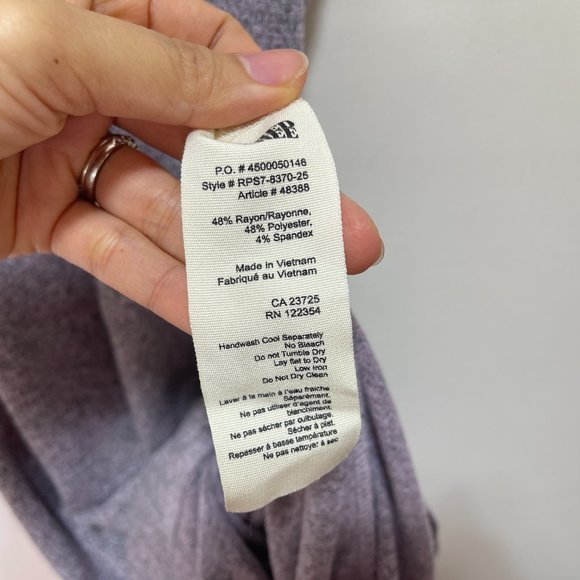 P.O. # 4500050146
Style # RPS7-8370-25
Article # 48388
48% Rayon/Rayonne,
48% Polyester,
4% Spandex
Made in Vietnam
Fabriqué au Vietnam
CA 23725
RN 122354
Handwash Cool Separately
No Bleach
Do not Tumble Dry
Lay flat to Dry
Low Iron
Do Not Dry Clean
Laver à la main à l'eau fraîche
Séparément.
Ne pas utiliser d'agent de
blanchiment.
Ne pas sécher par culbutage.
Sécher à plat.
Repasser à basse température
Ne pas nettoyer à sec